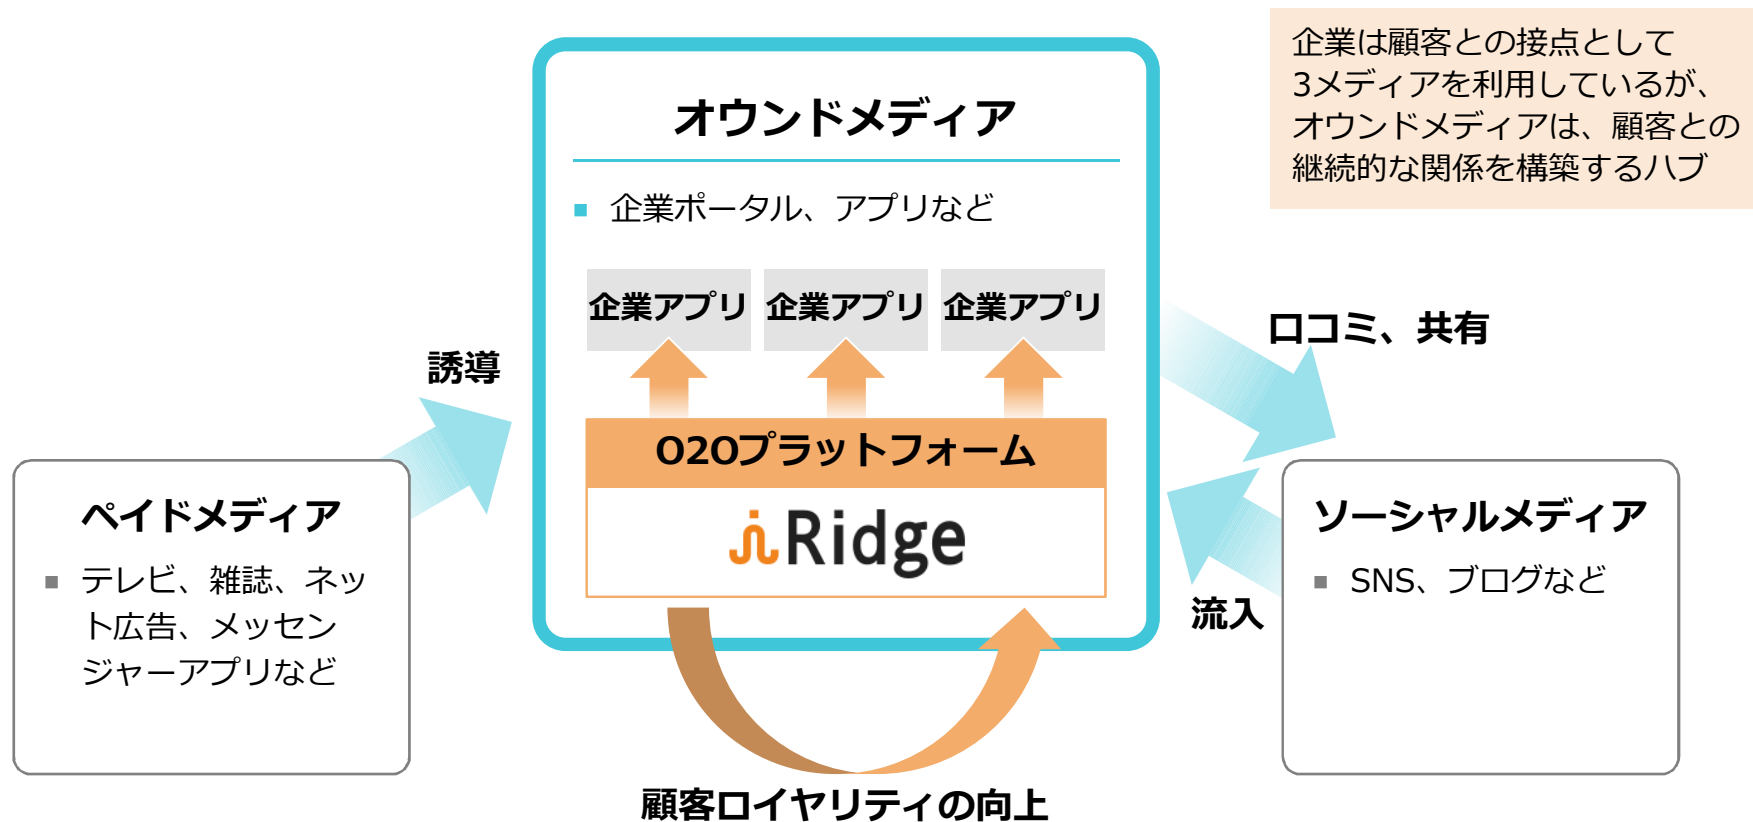 企業は顧客との接点として
3メディアを利用しているが、
オウンドメディアは、顧客との
継続的な関係を構築するハブ
オウンドメディア
企業ポータル、アプリなど
企業アプリ 企業アプリ 企業アプリ
O2Oプラットフォーム
iRidge
誘導
ペイドメディア
テレビ、雑誌、ネッ
ト広告、メッセン
ジャーアプリなど
口コミ、共有
流入
ソーシャルメディア
SNS、ブログなど
顧客ロイヤリティの向上